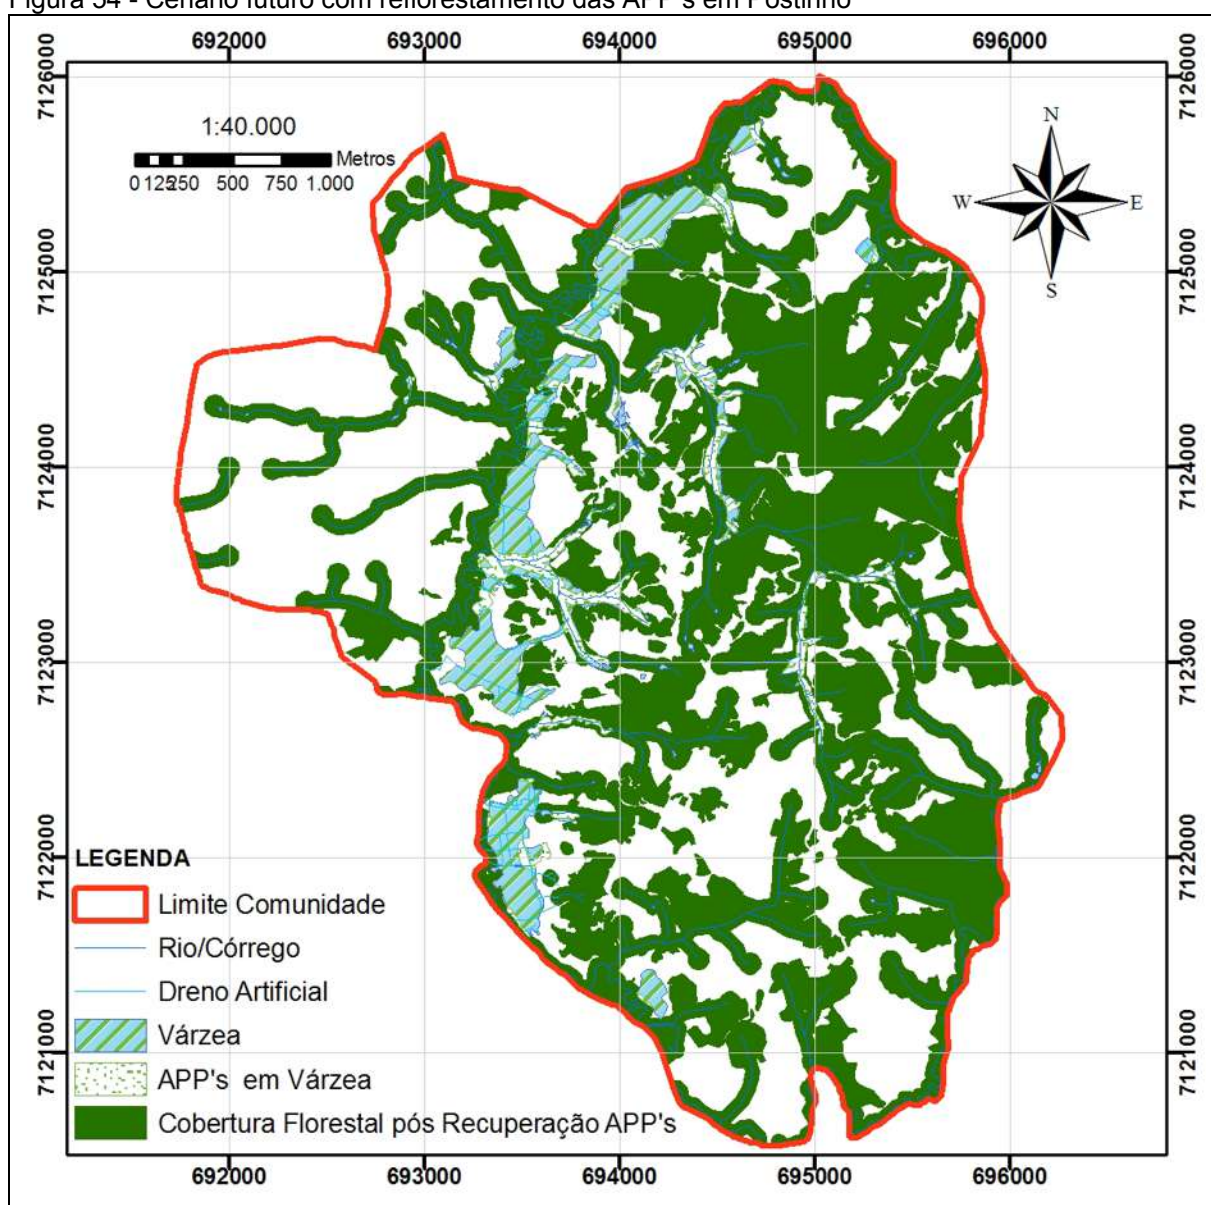 Figura 54 - Cenário futuro com reflorestamento das APP's em Postinho
692000 693000 694000 695000 696000
7126000 7126000
1:40.000
Metros
0 125 250 500 750 1.000
N
W E
S
7125000 7125000
7124000 7124000
7123000 7123000
7122000 7122000
LEGENDA
Limite Comunidade
Rio/Córrego
Dreno Artificial
Várzea
7121000 7121000
APP's em Várzea
Cobertura Florestal pós Recuperação APP's
692000 693000 694000 695000 696000